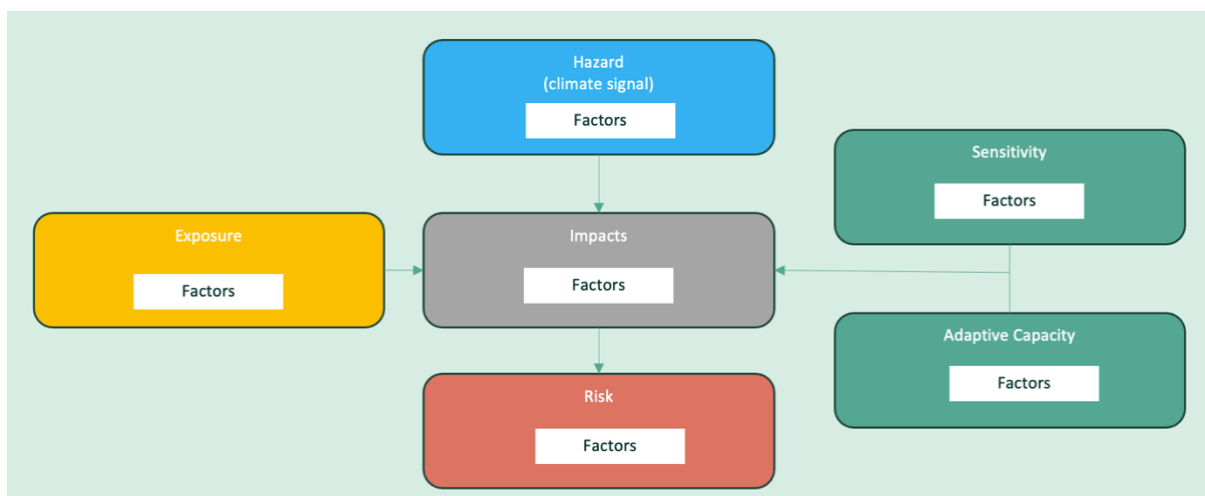 Hazard
(climate signal)
Factors
Sensitivity
Factors
Exposure
Factors
Impacts
Factors
Adaptive Capacity
Factors
Risk
Factors